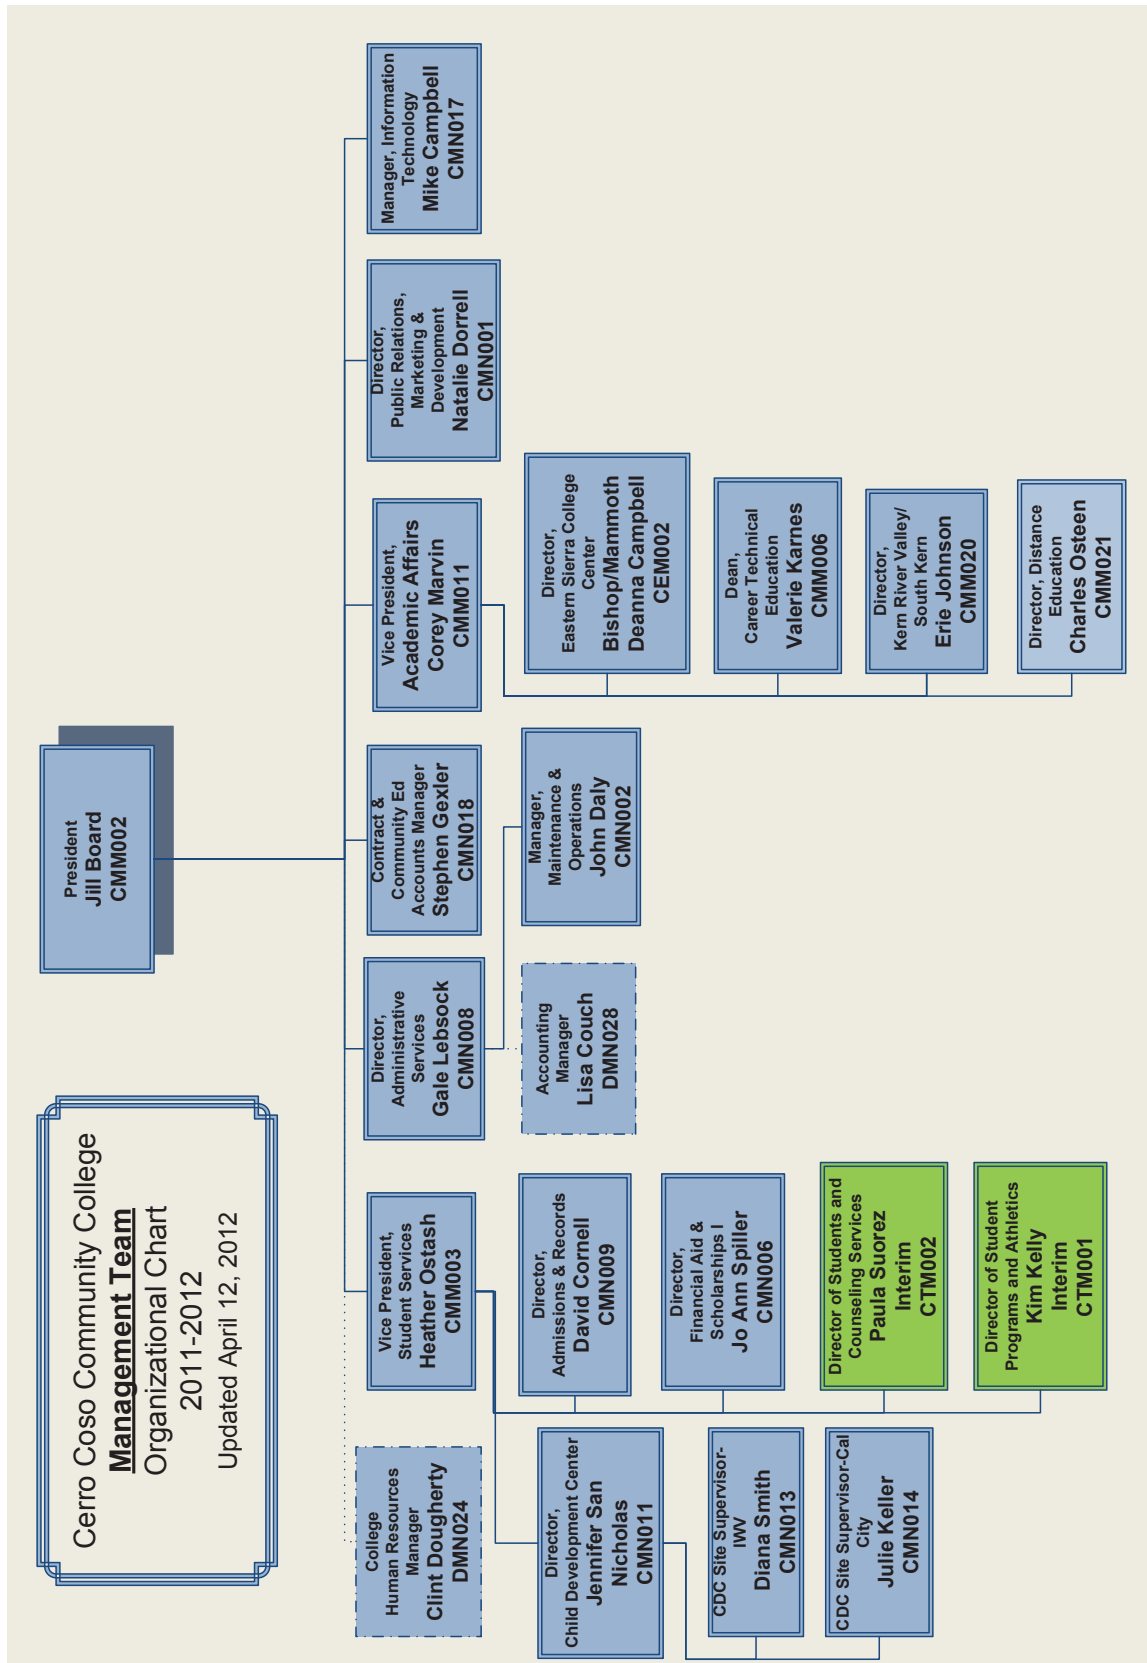 Cerro Coso Community College
Management Team
Organizational Chart
2011-2012
Updated April 12, 2012
President
Jill Board
CMM002
College
Human Resources
Manager
Clint Dougherty
DMN024
Vice President,
Student Services
Heather Ostash
CMM003
Director,
Administrative
Services
Gale Lebsock
CMN008
Contract &
Community Ed
Accounts Manager
Stephen Gexler
CMN018
Vice President,
Academic Affairs
Corey Marvin
CMM011
Director,
Public Relations,
Marketing &
Development
Natalie Dorrell
CMN001
Manager, Information
Technology
Mike Campbell
CMN017
Director,
Child Development Center
Jennifer San
Nicholas
CMN011
CDC Site Supervisor-
IWV
Diana Smith
CMN013
CDC Site Supervisor-Cal
City
Julie Keller
CMN014
Director,
Admissions & Records
David Cornell
CMN009
Director,
Financial Aid &
Scholarships I
Jo Ann Spiller
CMN006
Director of Students and
Counseling Services
Paula Suorez
Interim
CTM002
Director of Student
Programs and Athletics
Kim Kelly
Interim
CTM001
Accounting
Manager
Lisa Couch
DMN028
Manager,
Maintenance &
Operations
John Daly
CMN002
Director,
Eastern Sierra College
Center
Bishop/Mammoth
Deanna Campbell
CEM002
Dean,
Career Technical
Education
Valerie Karnes
CMM006
Director,
Kern River Valley/
South Kern
Erie Johnson
CMM020
Director, Distance
Education
Charles Osteen
CMM021